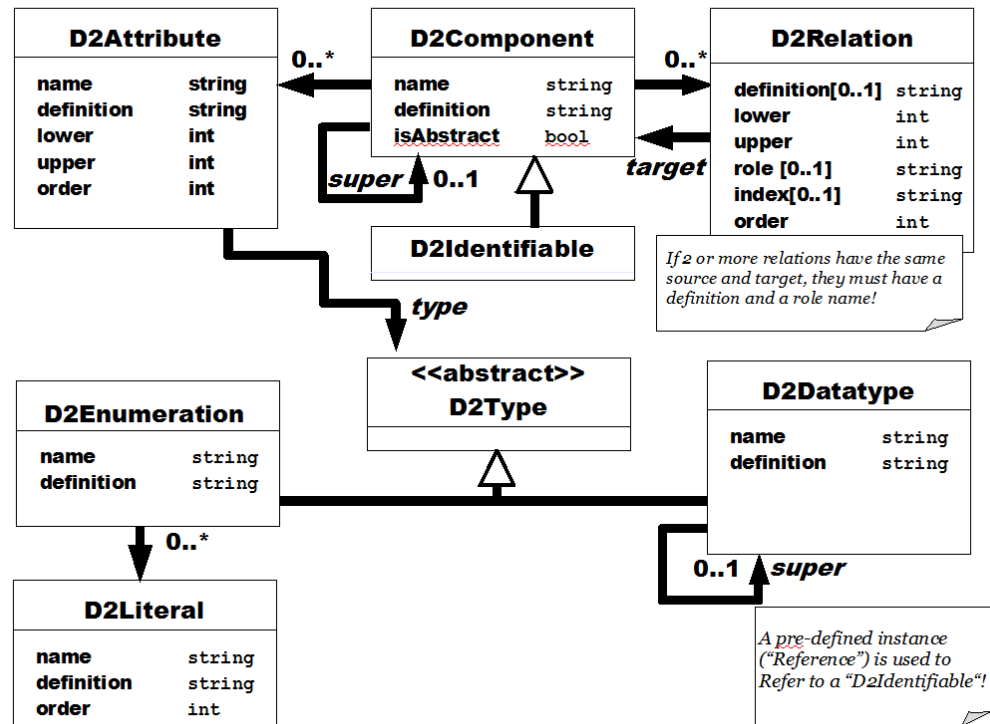 D2Attribute
name string
definition string
lower int
upper int
order int
0..*
D2Component
name string
definition string
isAbstract bool
super 0..1
0..*
target
D2Relation
definition[0..1] string
lower int
upper int
role [0..1] string
index[0..1] string
order int
D2Identifiable
If 2 or more relations have the same
source and target, they must have a
definition and a role name!
type
<<abstract>>
D2Type
D2Enumeration
name string
definition string
D2Datatype
name string
definition string
0..*
0..1 super
D2Literal
name string
definition string
order int
A pre-defined instance
(“Reference”) is used to
Refer to a “D2Identifiable“!